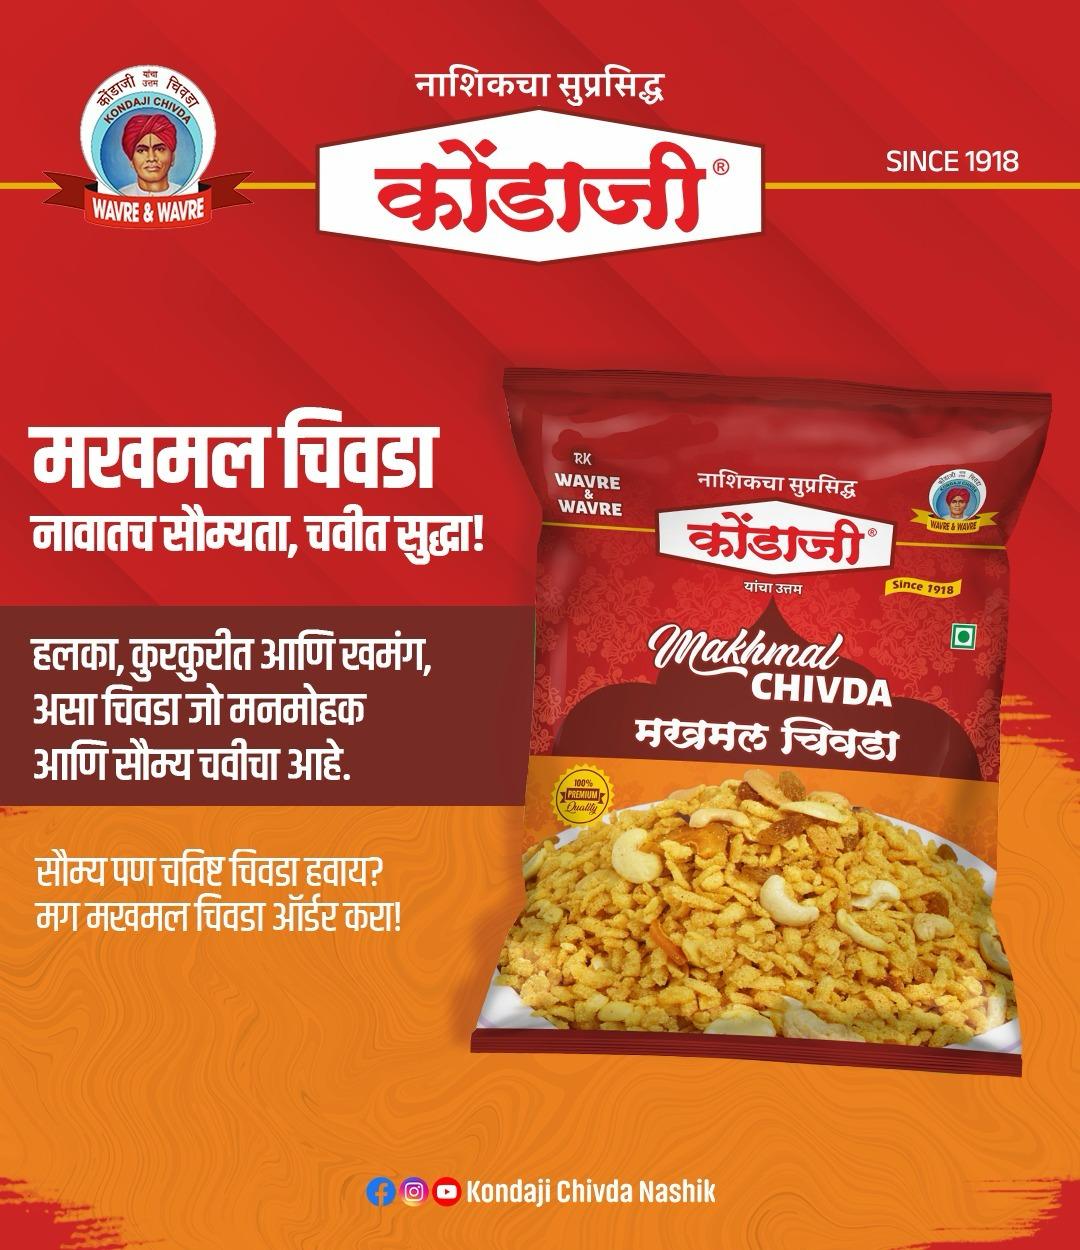 कोंडाजी यांचा उत्तम चिवडा
KONDAJI CHIVDA
WAVRE & WAVRE
नाशिकचा सुप्रसिद्ध
कोंडाजी®
SINCE 1918
मखमल चिवडा
नावातच सौम्यता, चवीत सुद्धा!
हलका, कुरकुरीत आणि खमंग,
असा चिवडा जो मनमोहक
आणि सौम्य चवीचा आहे.
सौम्य पण चविष्ट चिवडा हवाय?
मग मखमल चिवडा ऑर्डर करा!
RK
WAVRE
&
WAVRE
नाशिकचा सुप्रसिद्ध
कोंडाजी®
यांचा उत्तम
WAVRE & WAVRE
Since 1918
Makhmal
CHIVDA
मखमल चिवडा
100%
PREMIUM
Quality
Kondaji Chivda Nashik